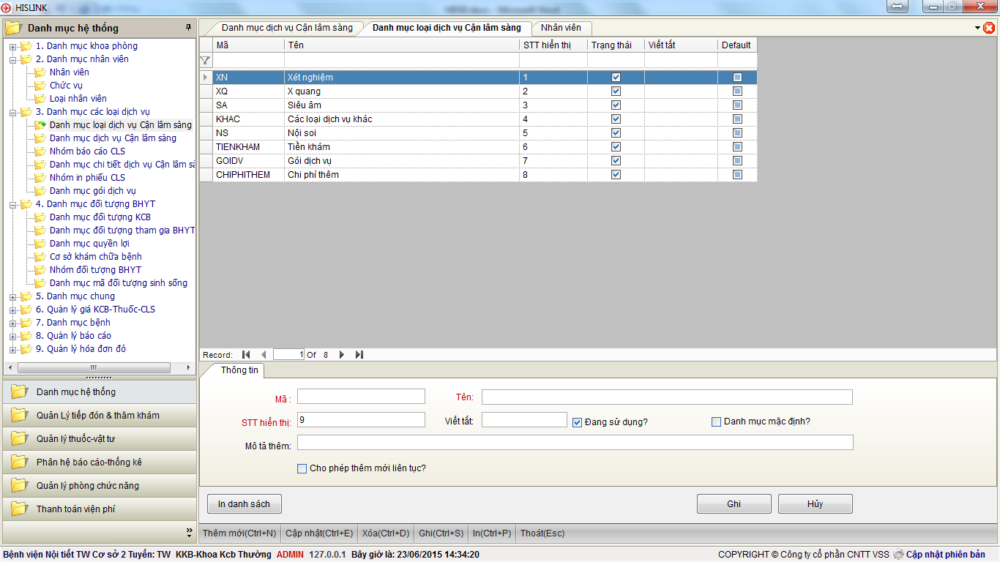 HISLINK
Danh mục hệ thống
1. Danh mục khoa phòng
2. Danh mục nhân viên
Nhân viên
Chức vụ
Loại nhân viên
3. Danh mục các loại dịch vụ
Danh mục loại dịch vụ Cận lâm sàng
Danh mục dịch vụ Cận lâm sàng
Nhóm báo cáo CLS
Danh mục chi tiết dịch vụ Cận lâm sà
Nhóm in phiếu CLS
Danh mục gói dịch vụ
4. Danh mục đối tượng BHYT
Danh mục đối tượng KCB
Danh mục đối tượng tham gia BHYT
Danh mục quyền lợi
Cơ sở khám chữa bệnh
Nhóm đối tượng BHYT
Danh mục mã đối tượng sinh sống
5. Danh mục chung
6. Quản lý giá KCB-Thuốc-CLS
7. Danh mục bệnh
8. Quản lý báo cáo
9. Quản lý hóa đơn đỏ
Danh mục hệ thống
Quản Lý tiếp đón & thăm khám
Quản lý thuốc-vật tư
Phân hệ báo cáo-thống kê
Quản lý phòng chức năng
Thanh toán viện phí
Danh mục dịch vụ Cận lâm sàng Danh mục loại dịch vụ Cận lâm sàng Nhân viên
Mã Tên STT hiển thị Trạng thái Viết tắt Default
XN Xét nghiệm 1
XQ X quang 2
SA Siêu âm 3
KHAC Các loại dịch vụ khác 4
NS Nội soi 5
TIENKHAM Tiền khám 6
GOIDV Gói dịch vụ 7
CHIPHITHEM Chi phí thêm 8
Record: 1 Of 8
Thông tin
Mã : Tên:
STT hiển thị: 9 Viết tắt: Đang sử dụng? Danh mục mặc định?
Mô tả thêm:
Cho phép thêm mới liên tục?
In danh sách Ghi Hủy
Thêm mới(Ctrl+N) Cập nhật(Ctrl+E) Xóa(Ctrl+D) Ghi(Ctrl+S) In(Ctrl+P) Thoát(Esc)
Bệnh viện Nội tiết TW Cơ sở 2 Tuyến: TW KKB-Khoa Kcb Thường ADMIN 127.0.0.1 Bây giờ là: 23/06/2015 14:34:20 COPYRIGHT © Công ty cổ phần CNTT VSS Cập nhật phiên bản